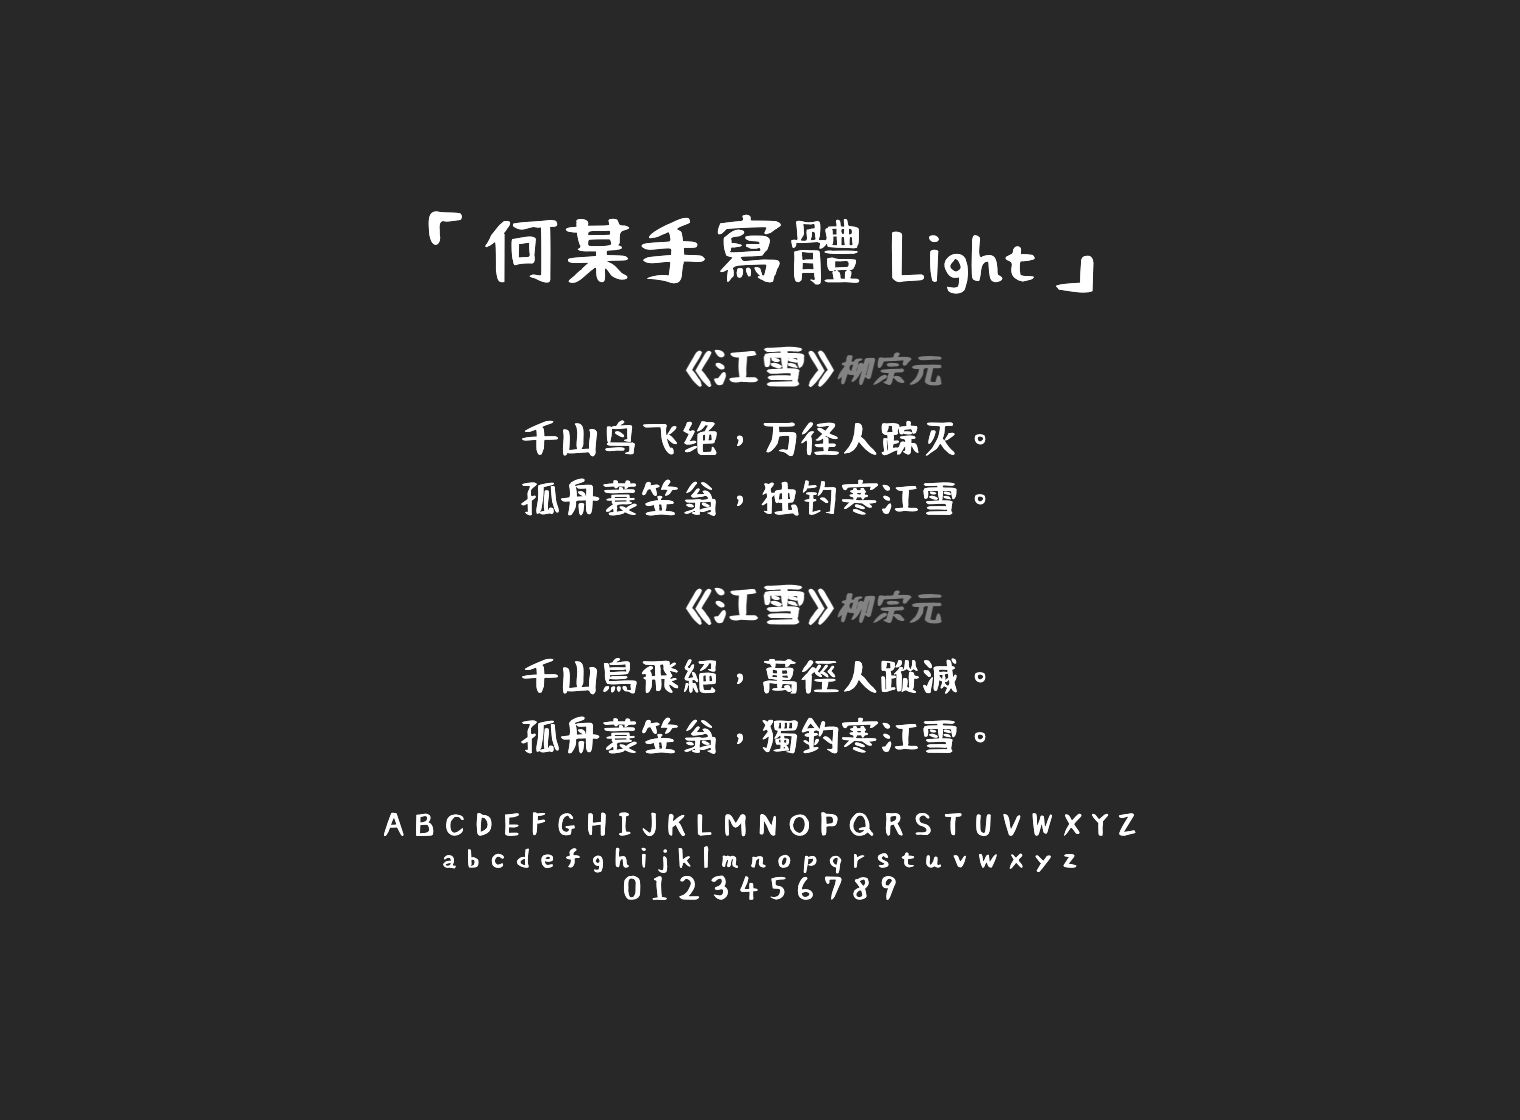 「何某手寫體 Light」
《江雪》柳宗元
千山鸟飞绝，万径人踪灭。
孤舟蓑笠翁，独钓寒江雪。
《江雪》柳宗元
千山鳥飛絕，萬徑人蹤滅。
孤舟蓑笠翁，獨釣寒江雪。
A B C D E F G H I J K L M N O P Q R S T U V W X Y Z
a b c d e f g h i j k l m n o p q r s t u v w x y z
0 1 2 3 4 5 6 7 8 9